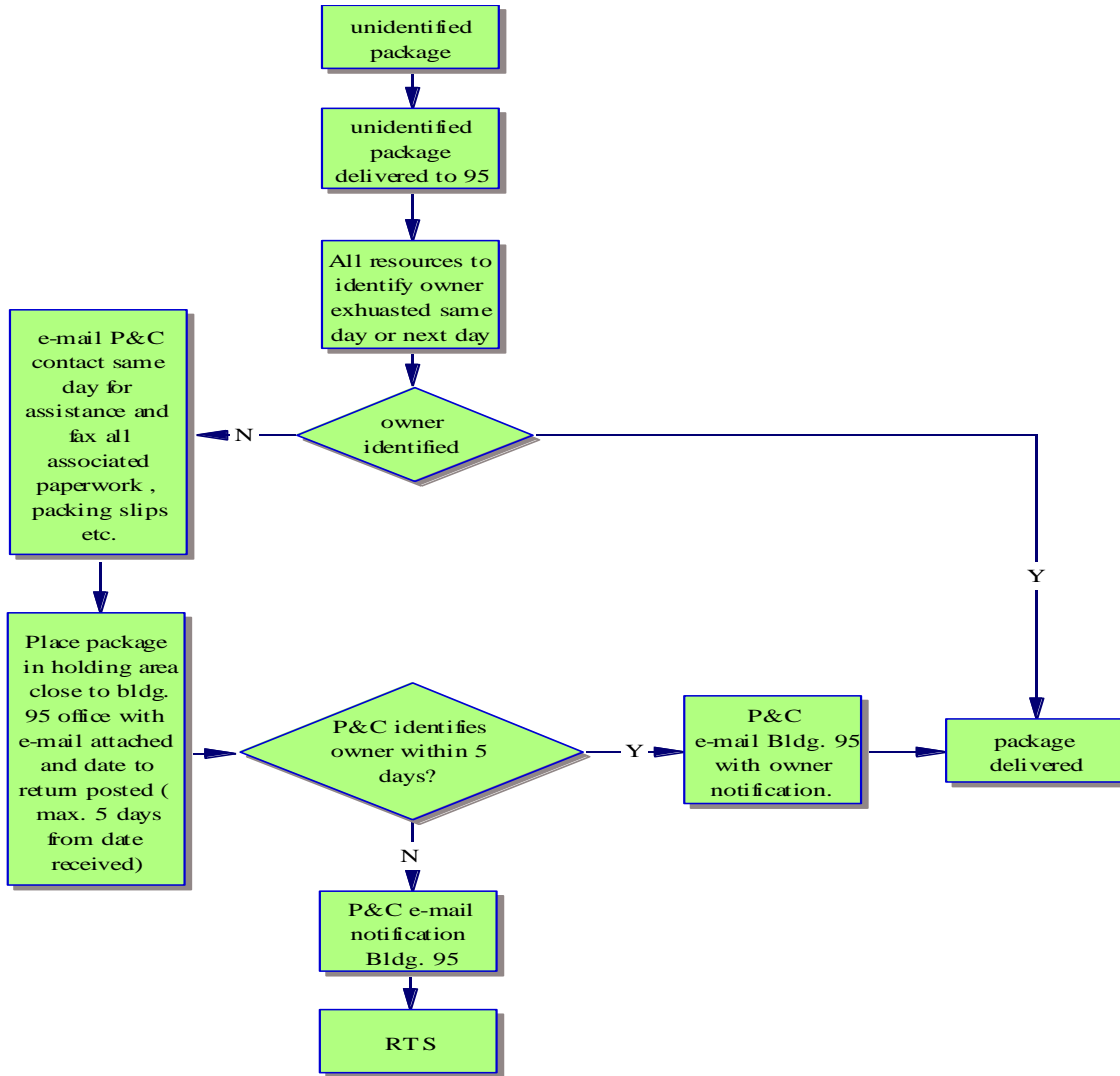 unidentified
package
unidentified
package
delivered to 95
All resources to
identify owner
exhuasted same
day or next day
owner
identified
N
Y
e-mail P&C
contact same
day for
assistance and
fax all
associated
paperwork ,
packing slips
etc.
Place package
in holding area
close to bldg.
95 office with
e-mail attached
and date to
return posted (
max. 5 days
from date
received)
P&C identifies
owner within 5
days?
Y
P&C
e-mail Bldg. 95
with owner
notification.
package
delivered
N
P&C e-mail
notification
Bldg. 95
RTS